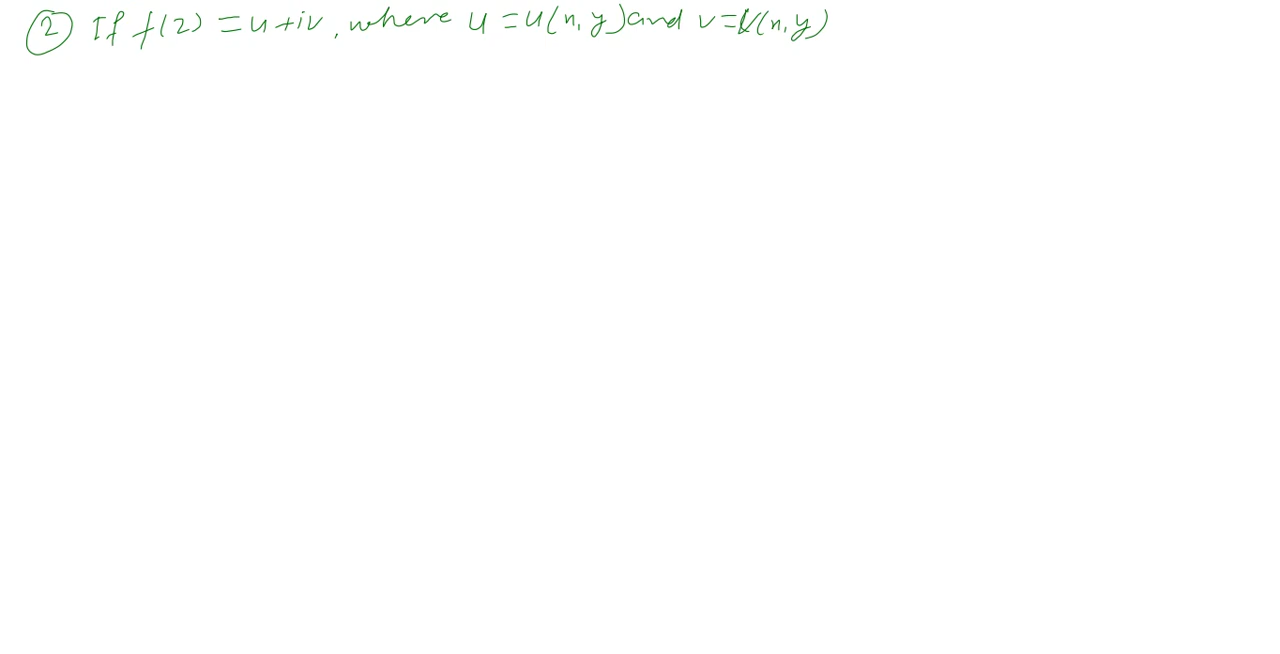 ② If f(z) = u+iv, where u = u(x, y) and v = v(x, y)